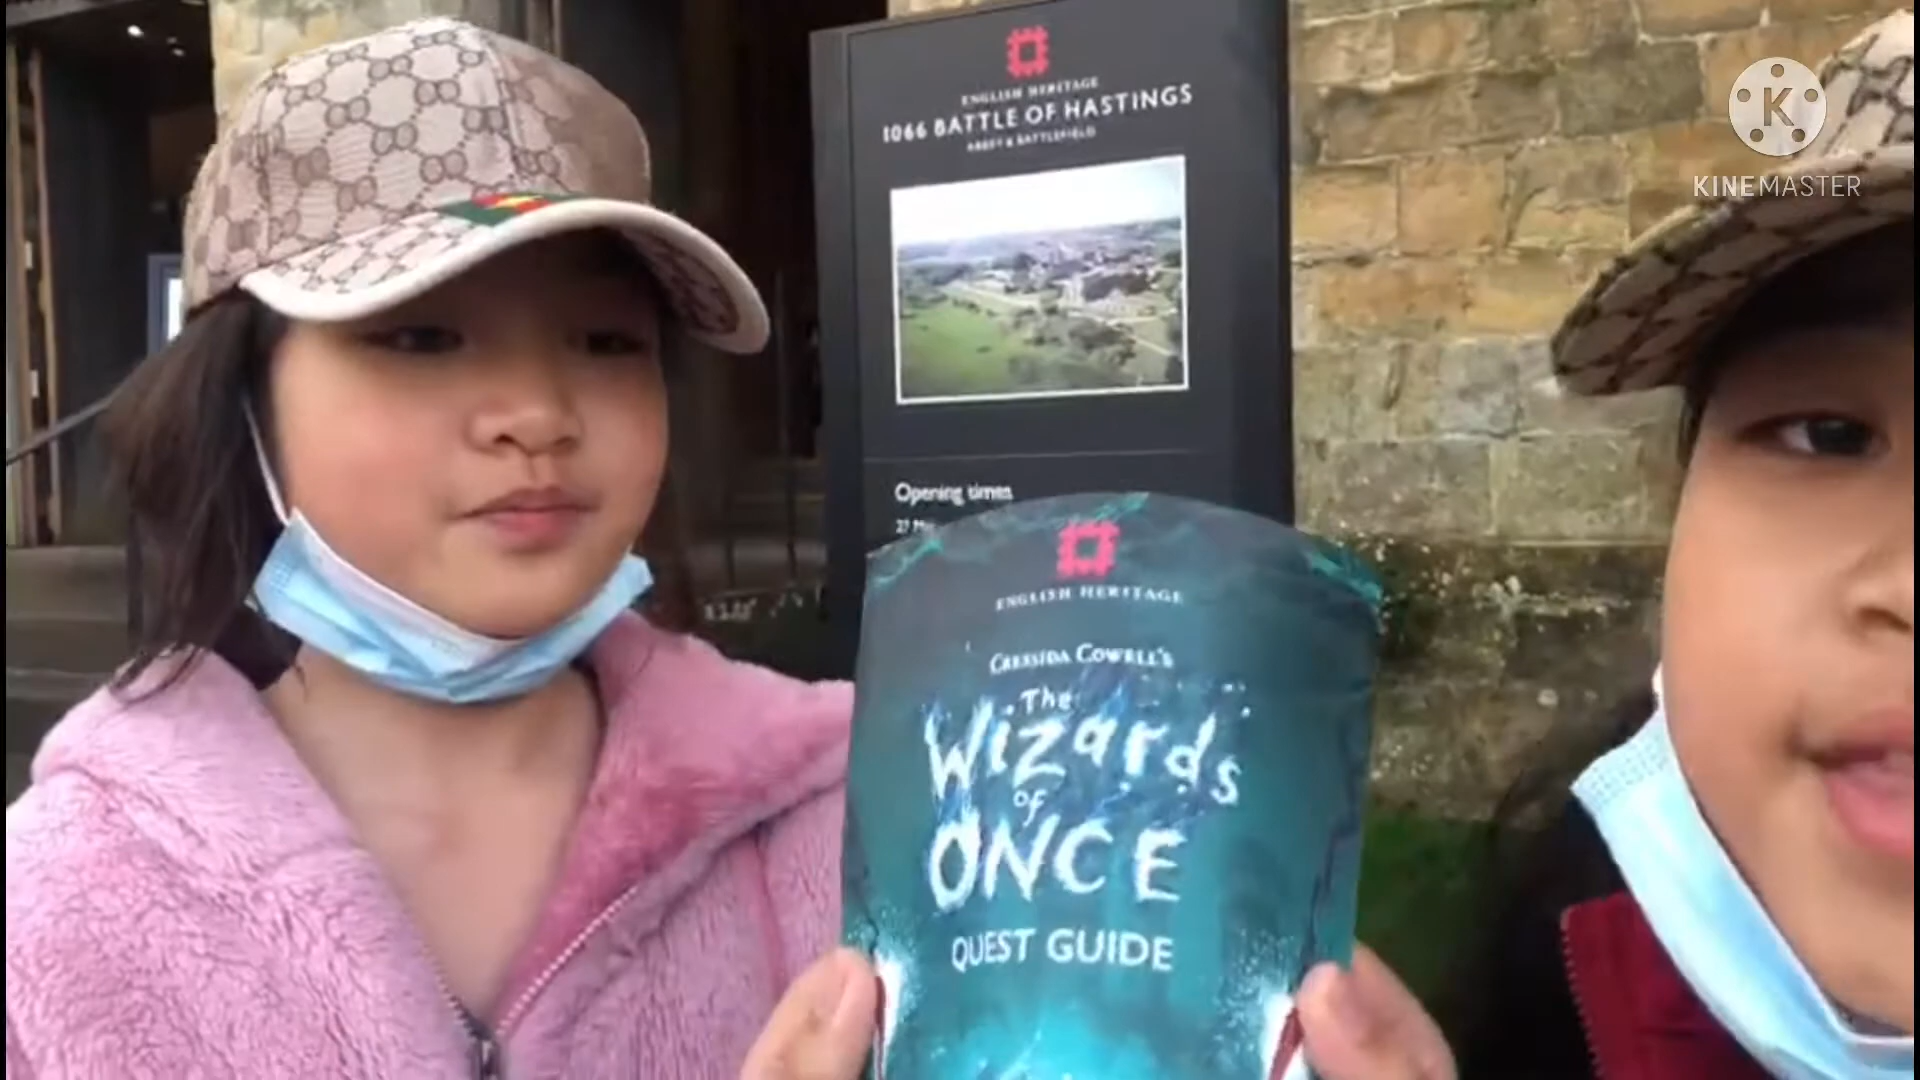 ENGLISH HERITAGE
1066 BATTLE OF HASTINGS
ABBEY & BATTLEFIELD
Opening times
27
KINEMASTER
ENGLISH HERITAGE
CRESSIDA COWELL'S
The
Wizards
of
ONCE
QUEST GUIDE